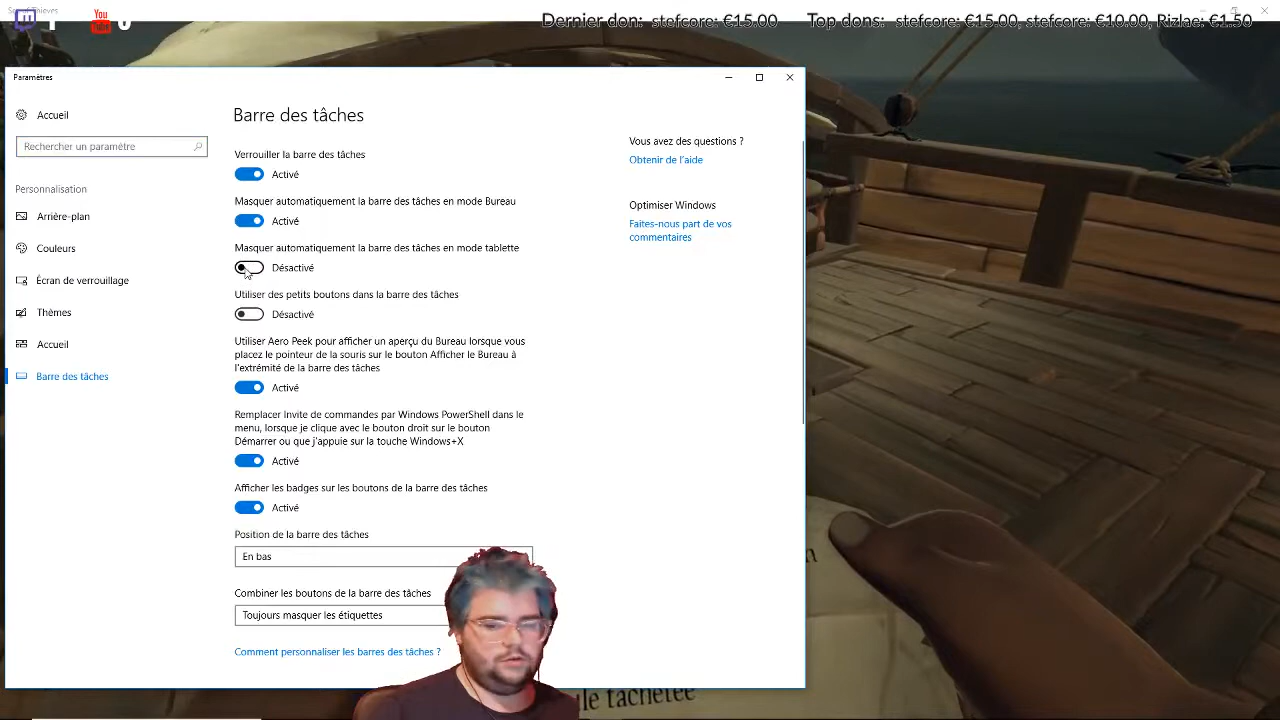 Dernier don: stefcore: €15.00 Top dons: stefcore: €15.00, stefcore: €10.00, Rizlac: €1.50
Paramètres
Accueil
Rechercher un paramètre
Personnalisation
Arrière-plan
Couleurs
Écran de verrouillage
Thèmes
Accueil
Barre des tâches
Barre des tâches
Verrouiller la barre des tâches
Activé
Masquer automatiquement la barre des tâches en mode Bureau
Activé
Masquer automatiquement la barre des tâches en mode tablette
Désactivé
Utiliser des petits boutons dans la barre des tâches
Désactivé
Utiliser Aero Peek pour afficher un aperçu du Bureau lorsque vous
placez le pointeur de la souris sur le bouton Afficher le Bureau à
l'extrémité de la barre des tâches
Activé
Remplacer Invite de commandes par Windows PowerShell dans le
menu, lorsque je clique avec le bouton droit sur le bouton
Démarrer ou que j'appuie sur la touche Windows+X
Activé
Afficher les badges sur les boutons de la barre des tâches
Activé
Position de la barre des tâches
En bas
Combiner les boutons de la barre des tâches
Toujours masquer les étiquettes
Comment personnaliser les barres des tâches ?
Vous avez des questions ?
Obtenir de l'aide
Optimiser Windows
Faites-nous part de vos
commentaires
tachetée